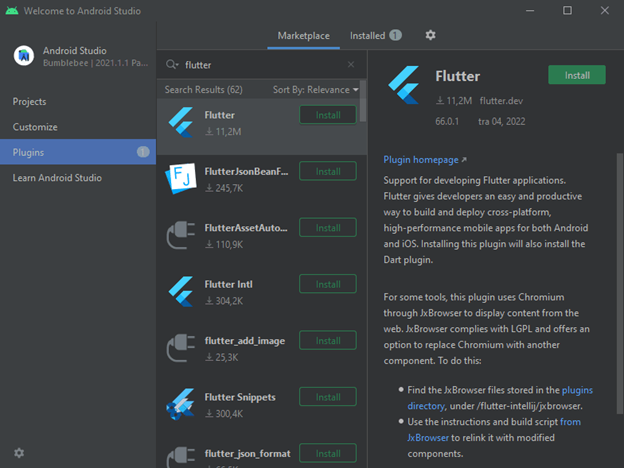 Welcome to Android Studio
Marketplace Installed 1
Android Studio
Bumblebee | 2021.1.1 Pa...
Projects
Customize
Plugins 1
Learn Android Studio
flutter
Search Results (62) Sort By: Relevance
Flutter Install
11,2M
FlutterJsonBeanF... Install
245,7K
FlutterAssetAuto... Install
110,9K
Flutter Intl Install
304,2K
flutter_add_image Install
25,3K
Flutter Snippets Install
300,4K
flutter_json_format Install
Flutter Install
11,2M flutter.dev
66.0.1 tra 04, 2022
Plugin homepage ↗
Support for developing Flutter applications.
Flutter gives developers an easy and productive
way to build and deploy cross-platform,
high-performance mobile apps for both Android
and iOS. Installing this plugin will also install the
Dart plugin.
For some tools, this plugin uses Chromium
through JxBrowser to display content from the
web. JxBrowser complies with LGPL and offers an
option to replace Chromium with another
component. To do this:
• Find the JxBrowser files stored in the plugins
directory, under /flutter-intellij/jxbrowser.
• Use the instructions and build script from
JxBrowser to relink it with modified
components.